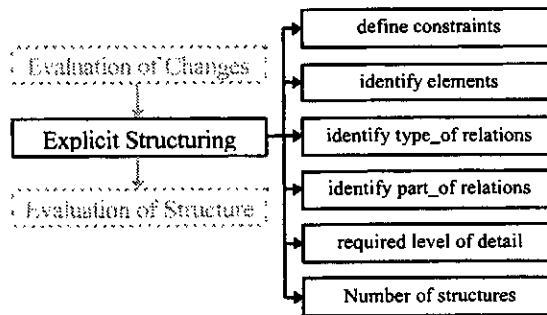 Evaluation of Changes
Explicit Structuring
Evaluation of Structure
define constraints
identify elements
identify type_of relations
identify part_of relations
required level of detail
Number of structures